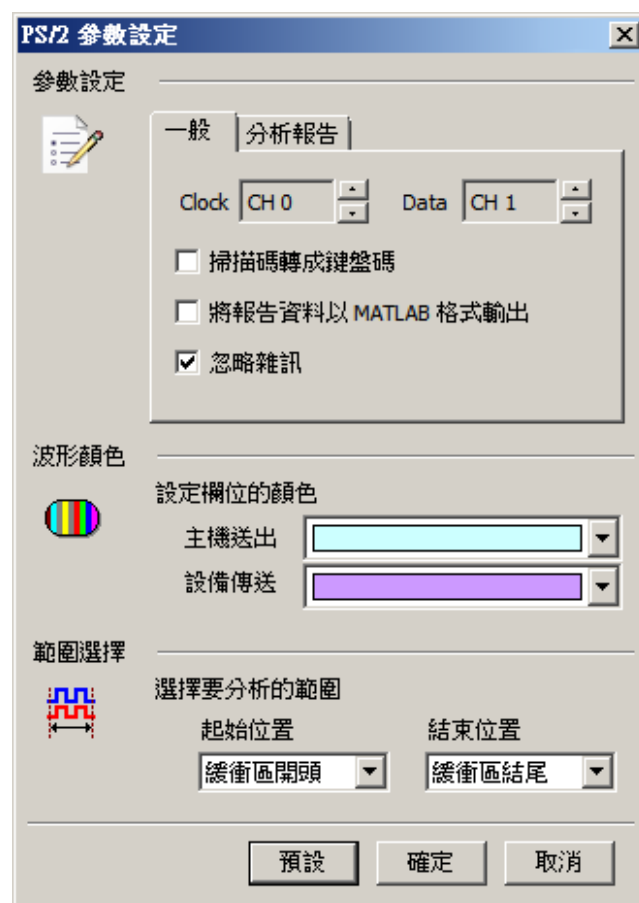 PS/2 參數設定
參數設定
一般 分析報告
Clock CH 0 Data CH 1
掃描碼轉成鍵盤碼
將報告資料以 MATLAB 格式輸出
忽略雜訊
波形顏色
設定欄位的顏色
主機送出
設備傳送
範圍選擇
選擇要分析的範圍
起始位置 結束位置
緩衝區開頭 緩衝區結尾
預設 確定 取消